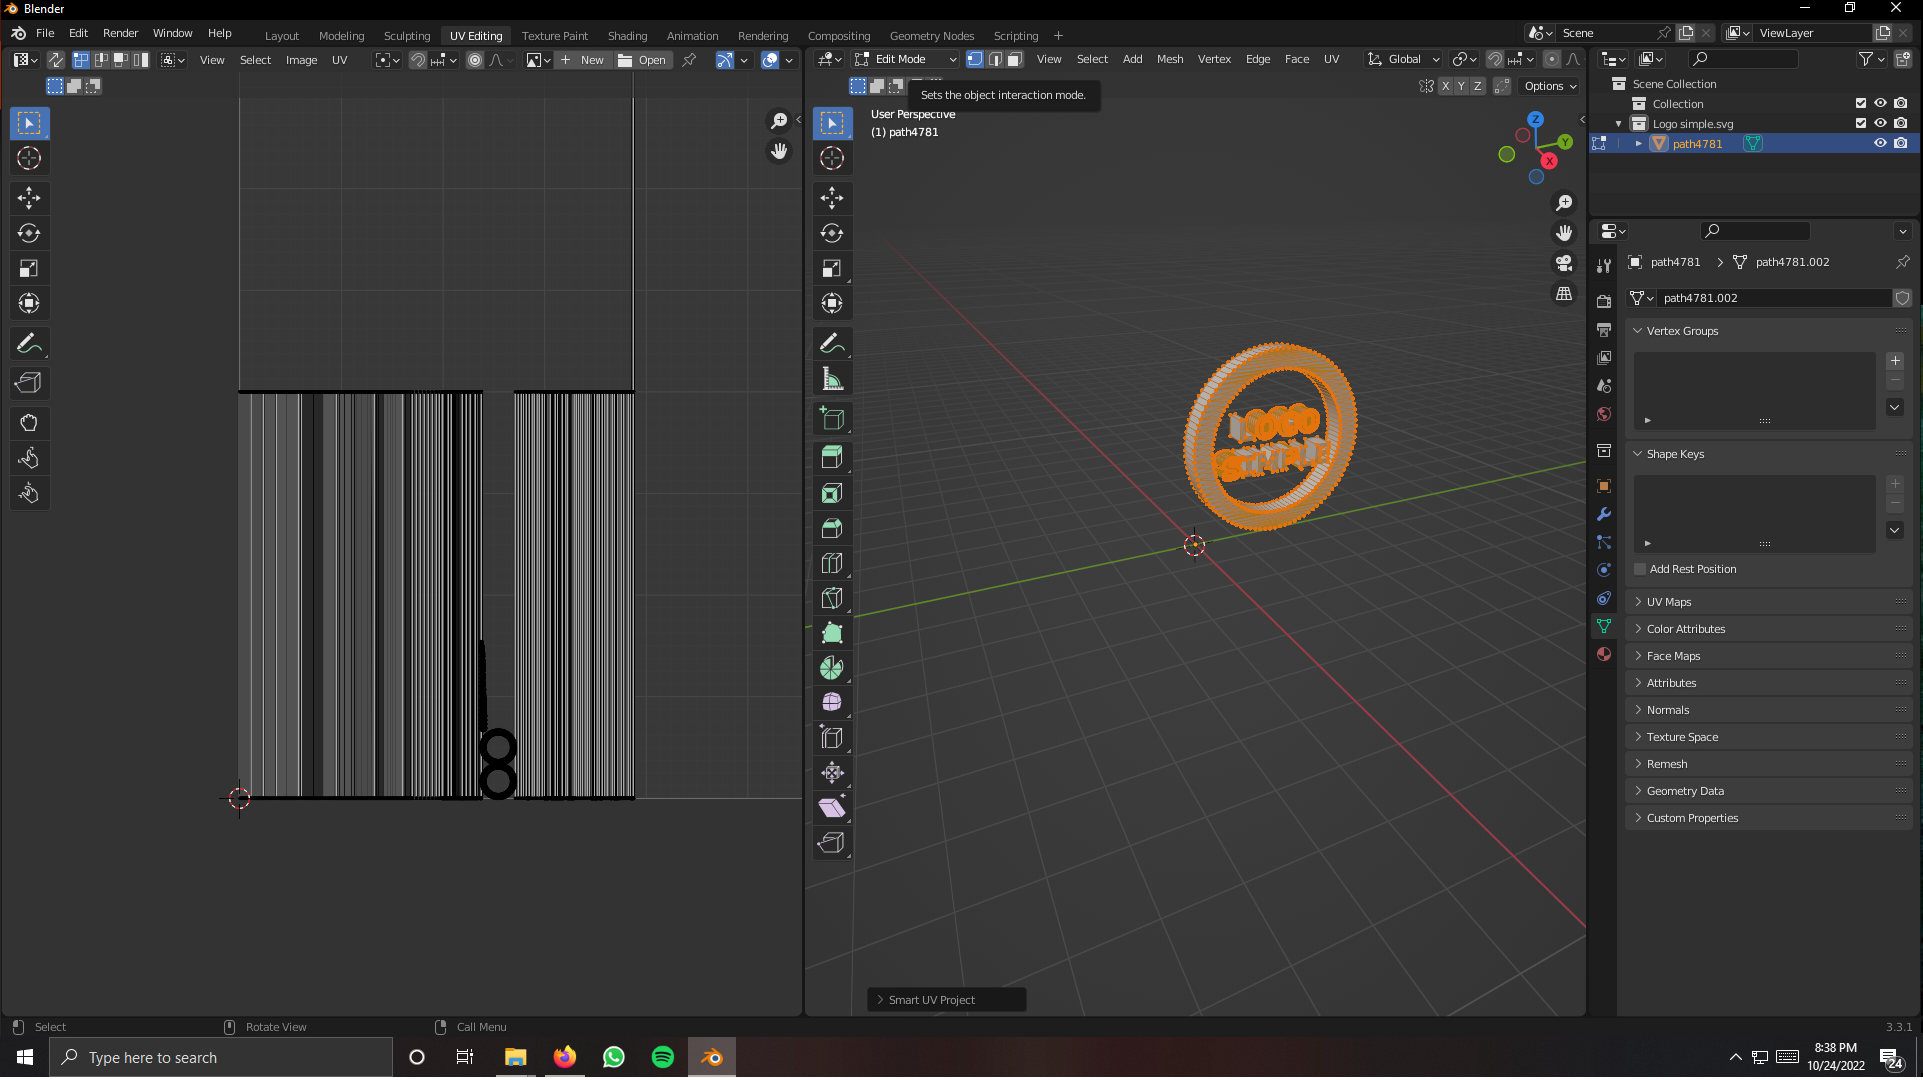 Blender
File Edit Render Window Help Layout Modeling Sculpting UV Editing Texture Paint Shading Animation Rendering Compositing Geometry Nodes Scripting + Scene ViewLayer
View Select Image UV New Open
Edit Mode View Select Add Mesh Vertex Edge Face UV Global
X Y Z Options
Sets the object interaction mode.
User Perspective
(1) path4781
Z
Y
X
LOGO
SIMPLE
Smart UV Project
Scene Collection
Collection
Logo simple.svg
path4781
path4781 path4781.002
path4781.002
Vertex Groups
Shape Keys
Add Rest Position
UV Maps
Color Attributes
Face Maps
Attributes
Normals
Texture Space
Remesh
Geometry Data
Custom Properties
Select Rotate View Call Menu 3.3.1
Type here to search
8:38 PM
10/24/2022
24